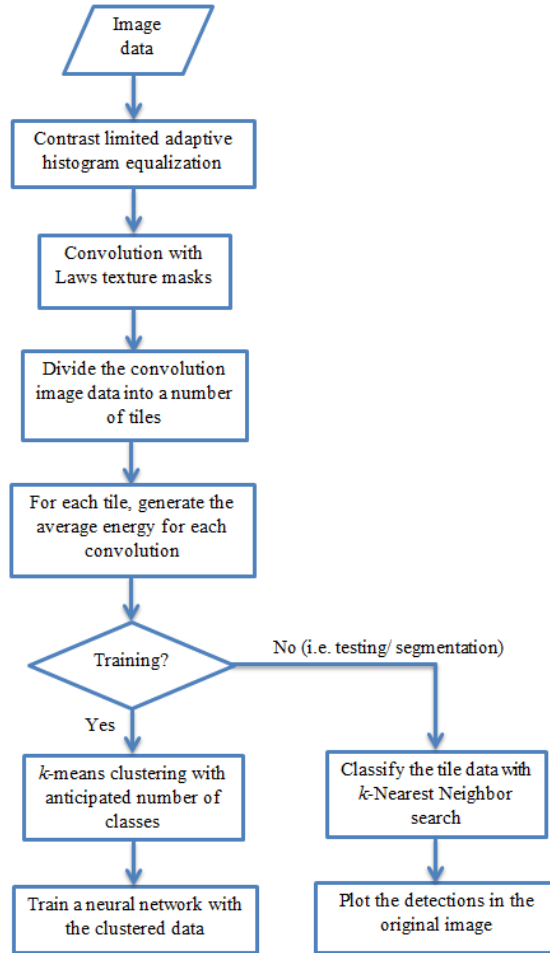 Image
data
Contrast limited adaptive
histogram equalization
Convolution with
Laws texture masks
Divide the convolution
image data into a number
of tiles
For each tile, generate the
average energy for each
convolution
Training?
No (i.e. testing/ segmentation)
Yes
k-means clustering with
anticipated number of
classes
Classify the tile data with
k-Nearest Neighbor
search
Train a neural network with
the clustered data
Plot the detections in the
original image